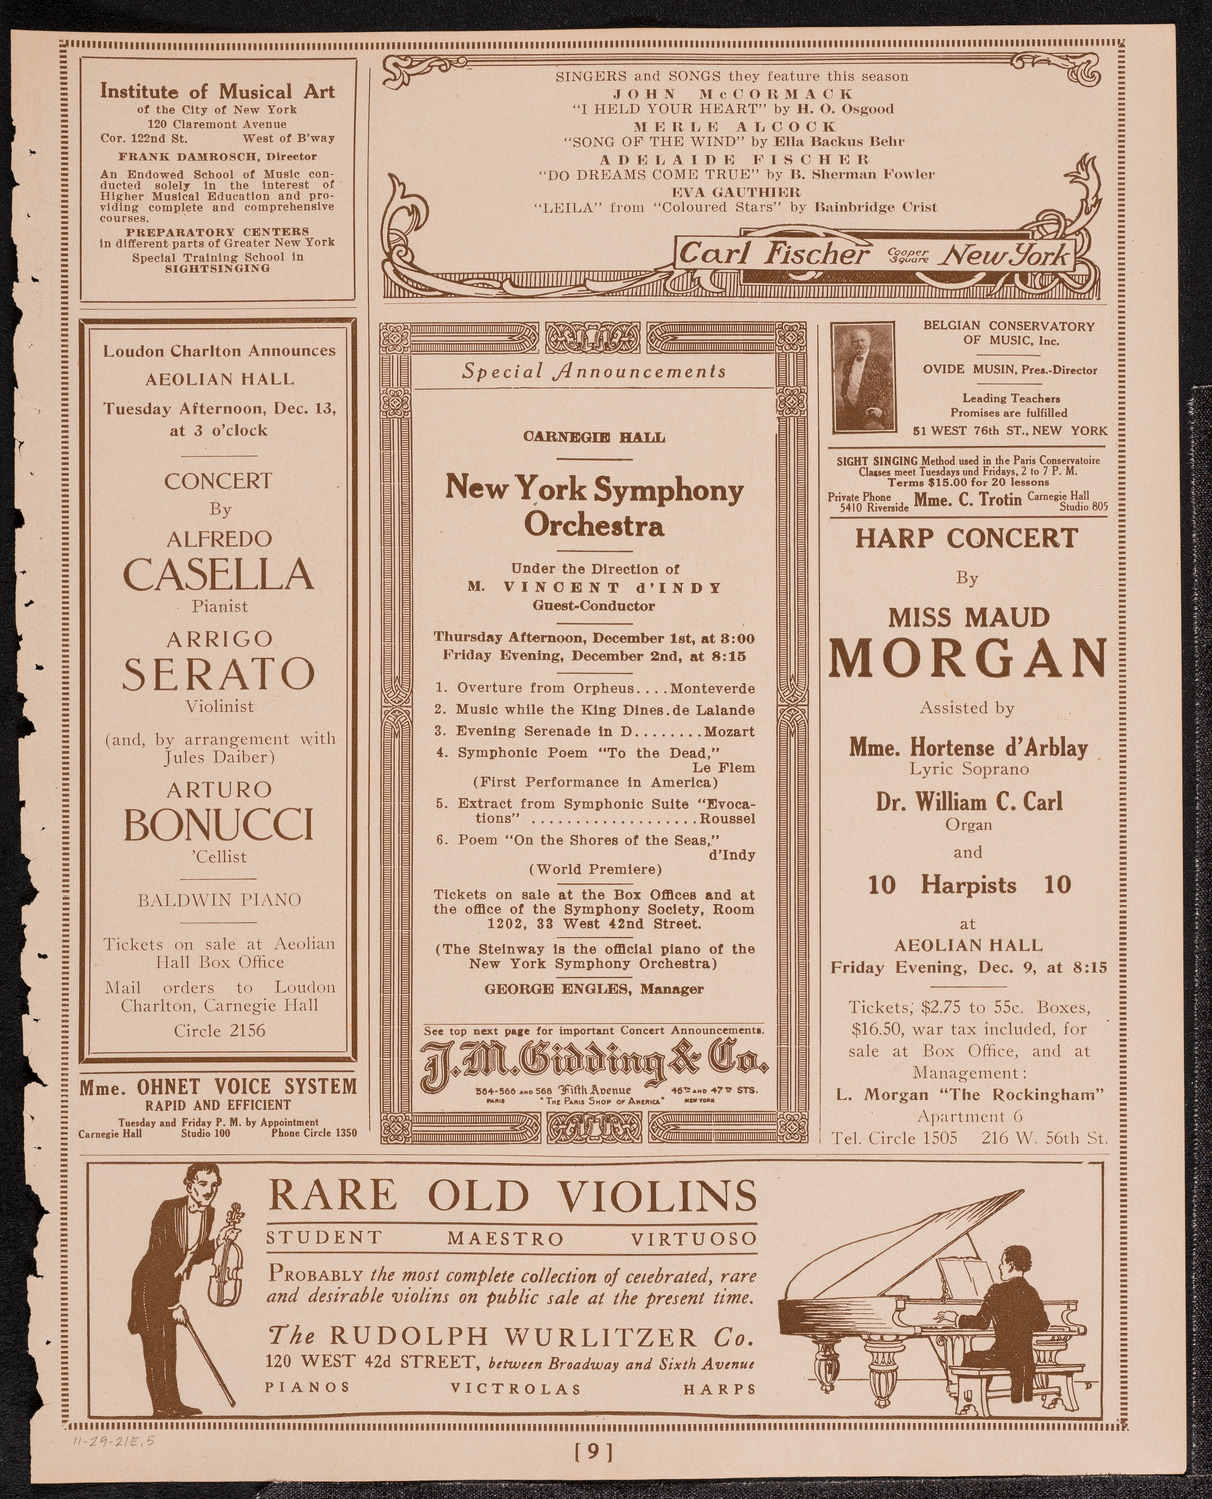 Institute of Musical Art
of the City of New York
120 Claremont Avenue
Cor. 122nd St. West of B'way
FRANK DAMROSCH, Director
An Endowed School of Music con-
ducted solely in the interest of
Higher Musical Education and pro-
viding complete and comprehensive
courses.
PREPARATORY CENTERS
in different parts of Greater New York
Special Training School in
SIGHTSINGING
SINGERS and SONGS they feature this season
JOHN McCORMACK
"I HELD YOUR HEART" by H. O. Osgood
MERLE ALCOCK
"SONG OF THE WIND" by Ella Backus Behr
ADELAIDE FISCHER
"DO DREAMS COME TRUE" by B. Sherman Fowler
EVA GAUTHIER
"LEILA" from "Coloured Stars" by Bainbridge Crist
Carl Fischer Cooper Square New York
Loudon Charlton Announces
AEOLIAN HALL
Tuesday Afternoon, Dec. 13,
at 3 o'clock
CONCERT
By
ALFREDO
CASELLA
Pianist
ARRIGO
SERATO
Violinist
(and, by arrangement with
Jules Daiber)
ARTURO
BONUCCI
'Cellist
BALDWIN PIANO
Tickets on sale at Aeolian
Hall Box Office
Mail orders to Loudon
Charlton, Carnegie Hall
Circle 2156
Mme. OHNET VOICE SYSTEM
RAPID AND EFFICIENT
Tuesday and Friday P. M. by Appointment
Carnegie Hall Studio 100 Phone Circle 1350
Special Announcements
CARNEGIE HALL
New York Symphony
Orchestra
Under the Direction of
M. VINCENT d'INDY
Guest-Conductor
Thursday Afternoon, December 1st, at 3:00
Friday Evening, December 2nd, at 8:15
1. Overture from Orpheus....Monteverde
2. Music while the King Dines.de Lalande
3. Evening Serenade in D........Mozart
4. Symphonic Poem "To the Dead,"
Le Flem
(First Performance in America)
5. Extract from Symphonic Suite "Evoca-
tions" ...................Roussel
6. Poem "On the Shores of the Seas,"
d'Indy
(World Premiere)
Tickets on sale at the Box Offices and at
the office of the Symphony Society, Room
1202, 33 West 42nd Street.
(The Steinway is the official piano of the
New York Symphony Orchestra)
GEORGE ENGLES, Manager
See top next page for important Concert Announcements.
J.M. Gidding & Co.
564-566 AND 568 Fifth Avenue 46TH AND 47TH STS.
PARIS "THE PARIS SHOP OF AMERICA" NEW YORK
BELGIAN CONSERVATORY
OF MUSIC, Inc.
OVIDE MUSIN, Pres.-Director
Leading Teachers
Promises are fulfilled
51 WEST 76th ST., NEW YORK
SIGHT SINGING Method used in the Paris Conservatoire
Classes meet Tuesdays und Fridays, 2 to 7 P. M.
Terms $15.00 for 20 lessons
Private Phone 5410 Riverside Mme. C. Trotin Carnegie Hall Studio 805
HARP CONCERT
By
MISS MAUD
MORGAN
Assisted by
Mme. Hortense d'Arblay
Lyric Soprano
Dr. William C. Carl
Organ
and
10 Harpists 10
at
AEOLIAN HALL
Friday Evening, Dec. 9, at 8:15
Tickets, $2.75 to 55c. Boxes,
$16.50, war tax included, for
sale at Box Office, and at
Management:
L. Morgan "The Rockingham"
Apartment 6
Tel. Circle 1505 216 W. 56th St.
RARE OLD VIOLINS
STUDENT MAESTRO VIRTUOSO
PROBABLY the most complete collection of celebrated, rare
and desirable violins on public sale at the present time.
The RUDOLPH WURLITZER Co.
120 WEST 42d STREET, between Broadway and Sixth Avenue
PIANOS VICTROLAS HARPS
11-29-21E.5
[9]